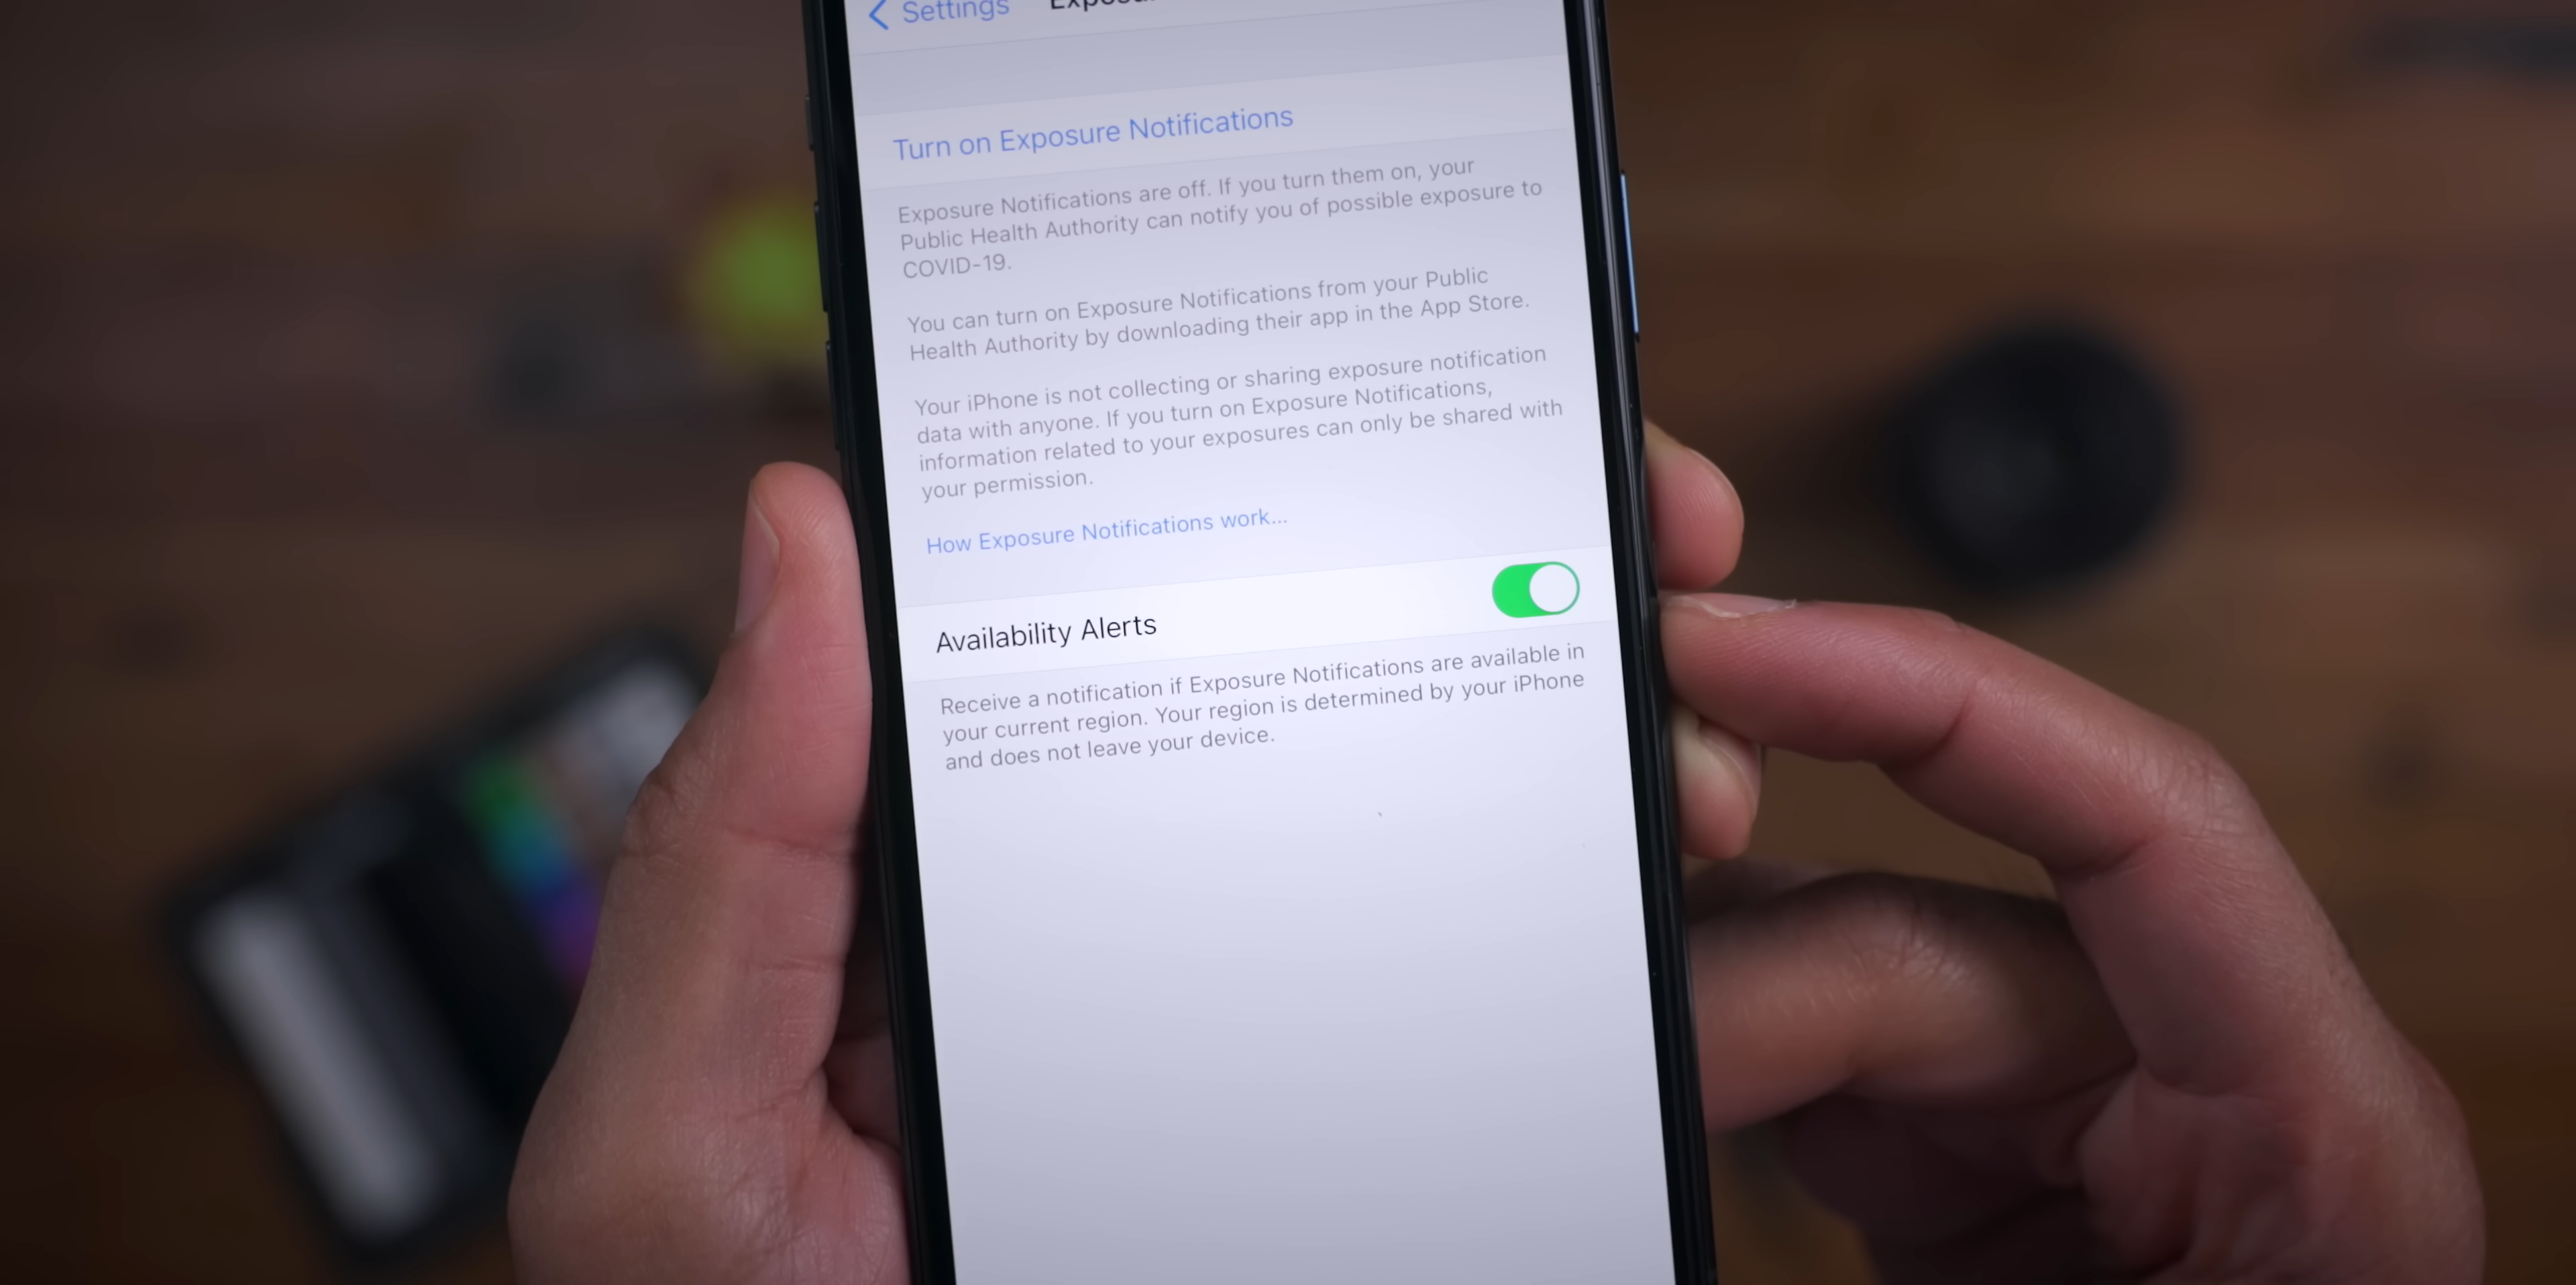 Settings
Turn on Exposure Notifications
Exposure Notifications are off. If you turn them on, your
Public Health Authority can notify you of possible exposure to
COVID-19.
You can turn on Exposure Notifications from your Public
Health Authority by downloading their app in the App Store.
Your iPhone is not collecting or sharing exposure notification
data with anyone. If you turn on Exposure Notifications,
information related to your exposures can only be shared with
your permission.
How Exposure Notifications work...
Availability Alerts
Receive a notification if Exposure Notifications are available in
your current region. Your region is determined by your iPhone
and does not leave your device.